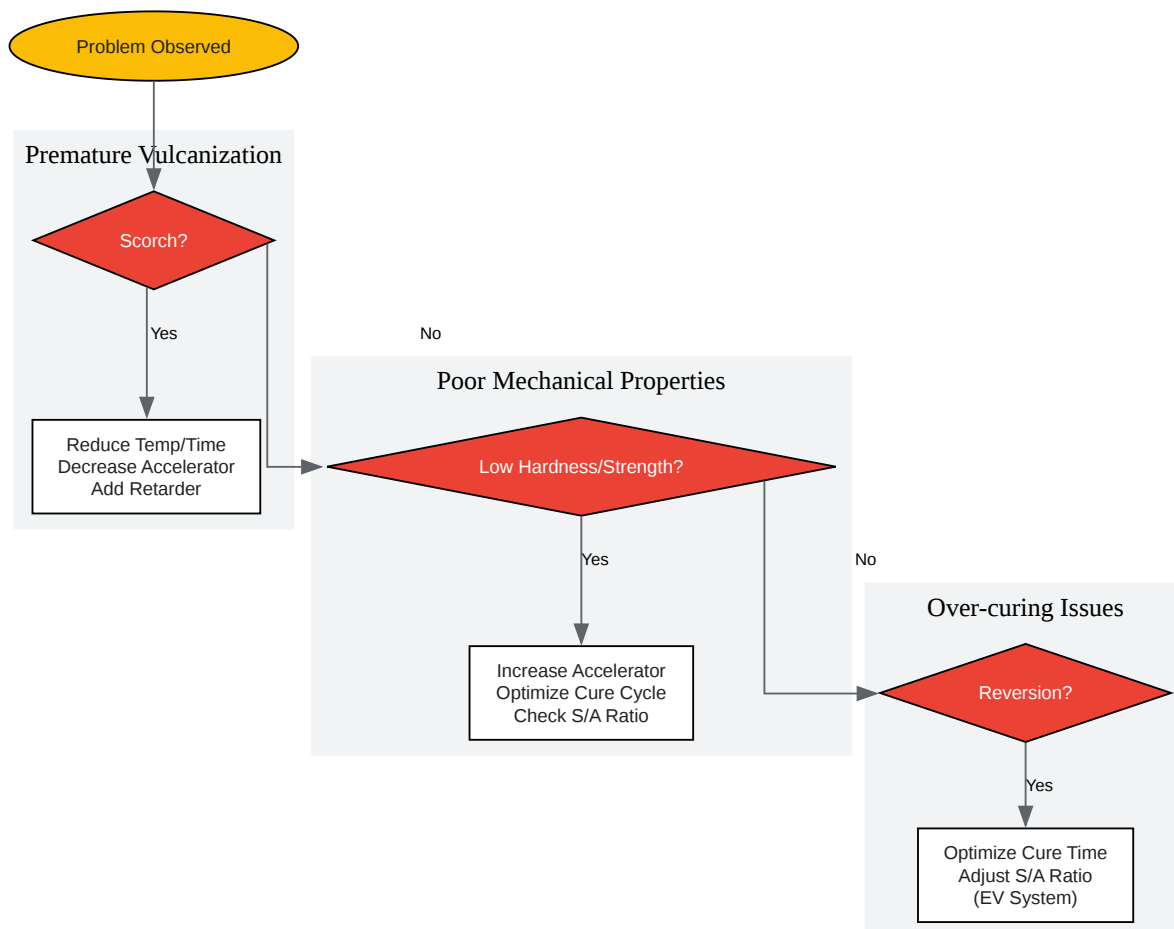 Problem Observed
Premature Vulcanization
Scorch?
Yes
No
Reduce Temp/Time
Decrease Accelerator
Add Retarder
Poor Mechanical Properties
Low Hardness/Strength?
Yes
No
Increase Accelerator
Optimize Cure Cycle
Check S/A Ratio
Over-curing Issues
Reversion?
Yes
Optimize Cure Time
Adjust S/A Ratio
(EV System)